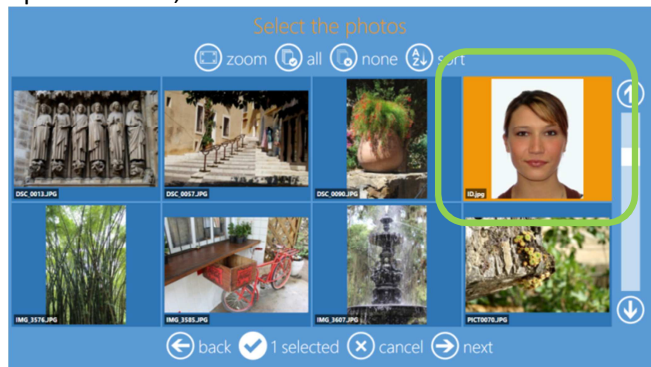 Select the photos
zoom all none sort
DSC_0013.JPG DSC_0057.JPG DSC_0090.JPG ID.jpg
IMG_3576.JPG IMG_3585.JPG IMG_3607.JPG PICT0070.JPG
back 1 selected cancel next